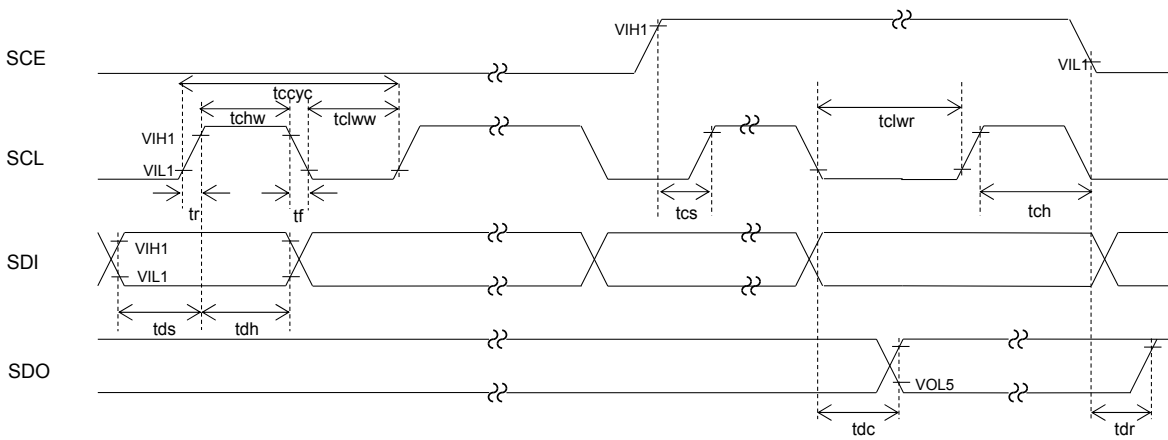 SCE
VIH1
VIL1
tccyc
tchw
tclww
tclwr
SCL
VIH1
VIL1
tr
tf
tcs
tch
SDI
VIH1
VIL1
tds
tdh
SDO
VOL5
tdc
tdr